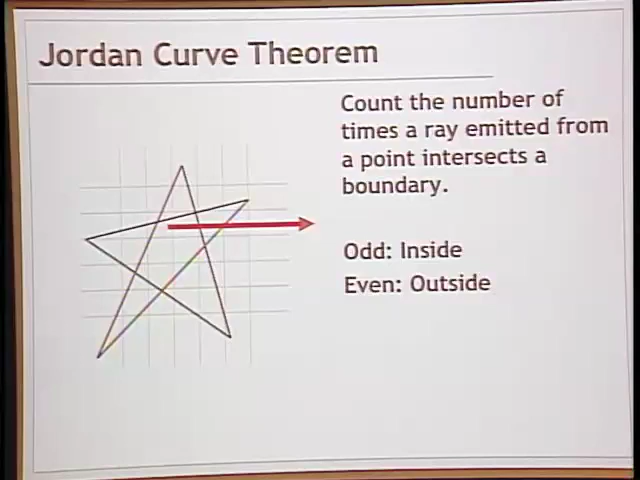 Jordan Curve Theorem
Count the number of
times a ray emitted from
a point intersects a
boundary.
Odd: Inside
Even: Outside